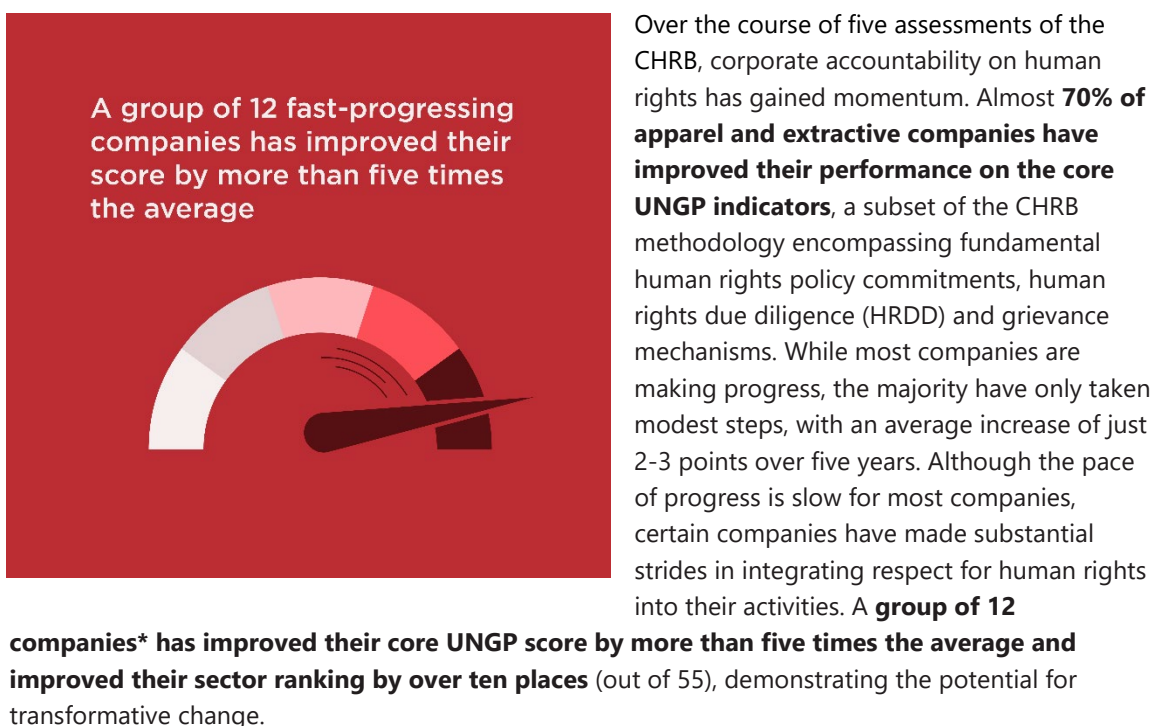 A group of 12 fast-progressing
companies has improved their
score by more than five times
the average
Over the course of five assessments of the
CHRB, corporate accountability on human
rights has gained momentum. Almost 70% of
apparel and extractive companies have
improved their performance on the core
UNGP indicators, a subset of the CHRB
methodology encompassing fundamental
human rights policy commitments, human
rights due diligence (HRDD) and grievance
mechanisms. While most companies are
making progress, the majority have only taken
modest steps, with an average increase of just
2-3 points over five years. Although the pace
of progress is slow for most companies,
certain companies have made substantial
strides in integrating respect for human rights
into their activities. A group of 12
companies* has improved their core UNGP score by more than five times the average and
improved their sector ranking by over ten places (out of 55), demonstrating the potential for
transformative change.